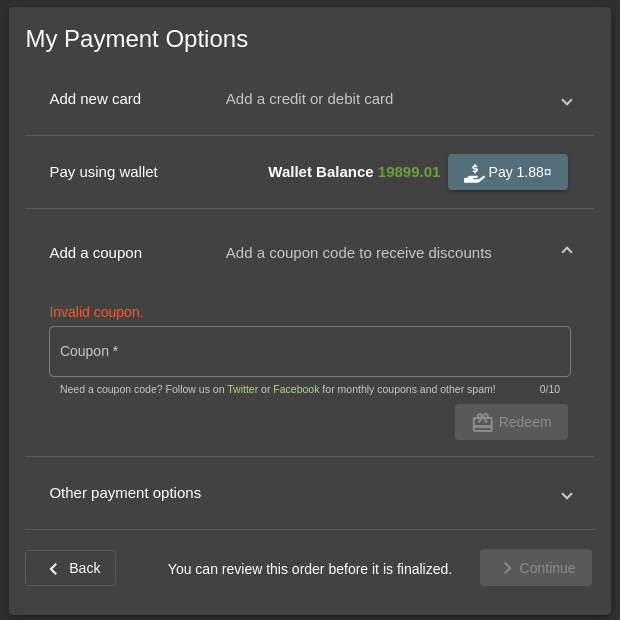 My Payment Options
Add new card Add a credit or debit card
Pay using wallet Wallet Balance 19899.01 Pay 1.88¤
Add a coupon Add a coupon code to receive discounts
Invalid coupon.
Coupon *
Need a coupon code? Follow us on Twitter or Facebook for monthly coupons and other spam! 0/10
Redeem
Other payment options
Back You can review this order before it is finalized. Continue